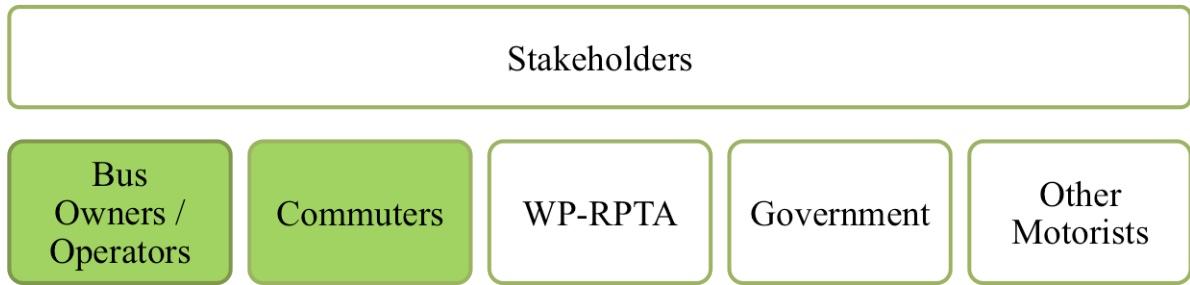 Stakeholders
Bus
Owners /
Operators
Commuters
WP-RPTA
Government
Other
Motorists